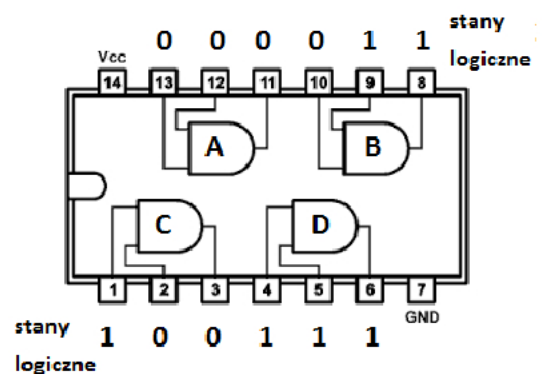 0 0 0 0 1 1 stany
logiczne
Vcc
14 13 12 11 10 9 8
A B
C D
1 2 3 4 5 6 7
GND
stany 1 0 0 1 1 1
logiczne